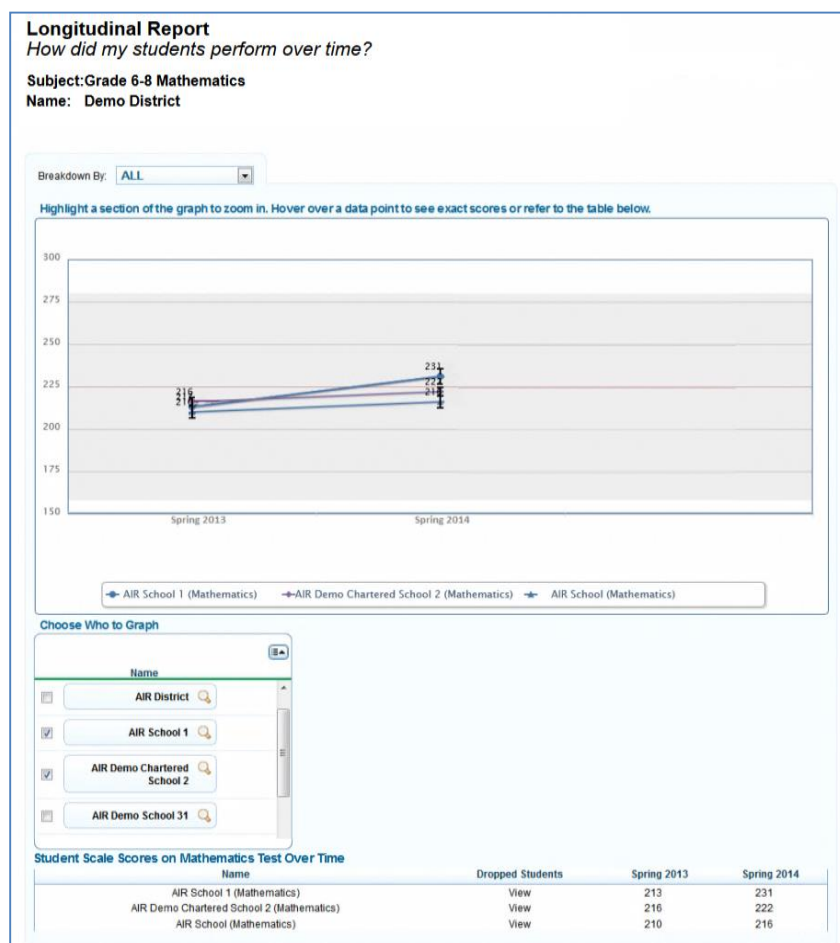 Longitudinal Report
How did my students perform over time?
Subject:Grade 6-8 Mathematics
Name: Demo District
Breakdown By: ALL
Highlight a section of the graph to zoom in. Hover over a data point to see exact scores or refer to the table below.
300
275
250
225
200
175
150
231
222
216
Spring 2013 Spring 2014
AIR School 1 (Mathematics) AIR Demo Chartered School 2 (Mathematics) AIR School (Mathematics)
Choose Who to Graph
Name
AIR District
AIR School 1
AIR Demo Chartered
School 2
AIR Demo School 31
Student Scale Scores on Mathematics Test Over Time
Name Dropped Students Spring 2013 Spring 2014
AIR School 1 (Mathematics) View 213 231
AIR Demo Chartered School 2 (Mathematics) View 216 222
AIR School (Mathematics) View 210 216